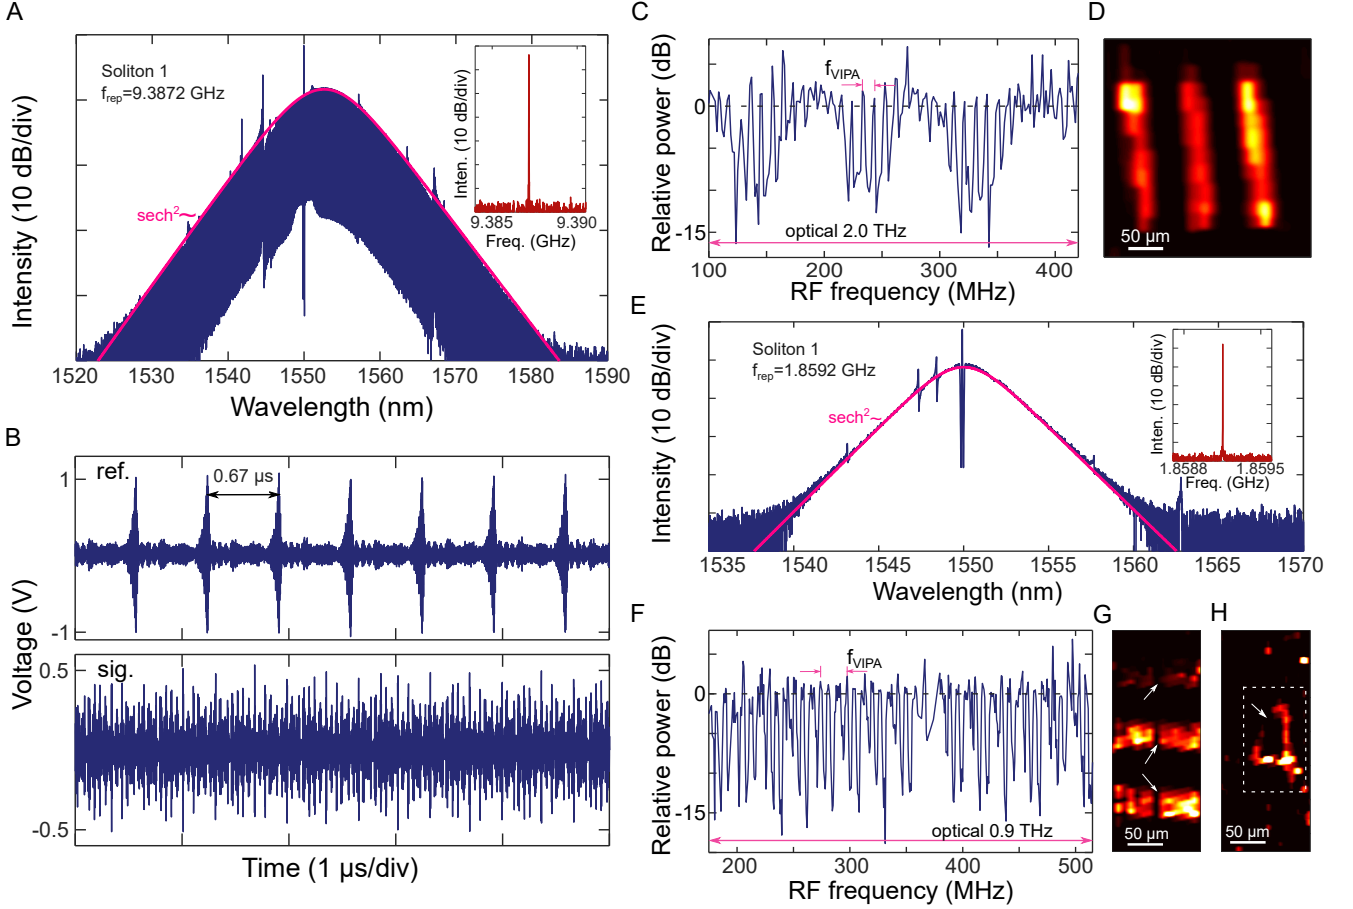 A
Intensity (10 dB/div)
Soliton 1
f_rep=9.3872 GHz
sech²~
Inten. (10 dB/div)
9.385 9.390
Freq. (GHz)
1520 1530 1540 1550 1560 1570 1580 1590
Wavelength (nm)
B
Voltage (V)
ref.
0.67 µs
1
-1
sig.
0.5
-0.5
Time (1 µs/div)
C
Relative power (dB)
0
-15
f_VIPA
optical 2.0 THz
100 200 300 400
RF frequency (MHz)
D
50 µm
E
Intensity (10 dB/div)
Soliton 1
f_rep=1.8592 GHz
sech²~
Inten. (10 dB/div)
1.8588 1.8595
Freq. (GHz)
1535 1540 1545 1550 1555 1560 1565 1570
Wavelength (nm)
F
Relative power (dB)
0
-15
f_VIPA
optical 0.9 THz
200 300 400 500
RF frequency (MHz)
G
50 µm
H
50 µm